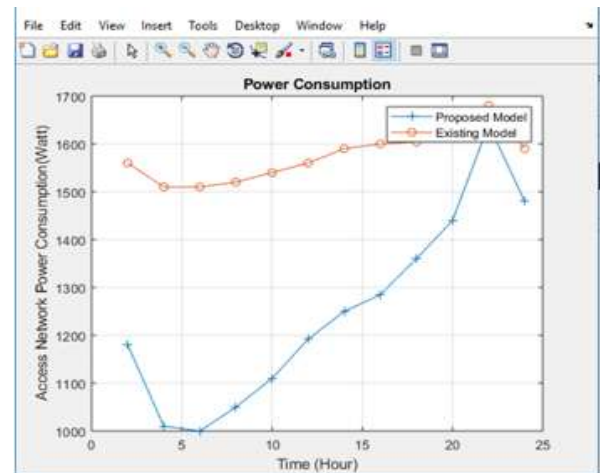 File Edit View Insert Tools Desktop Window Help
Power Consumption
Proposed Model
Existing Model
Access Network Power Consumption(Watt)
1700
1600
1500
1400
1300
1200
1100
1000
0 5 10 15 20 25
Time (Hour)